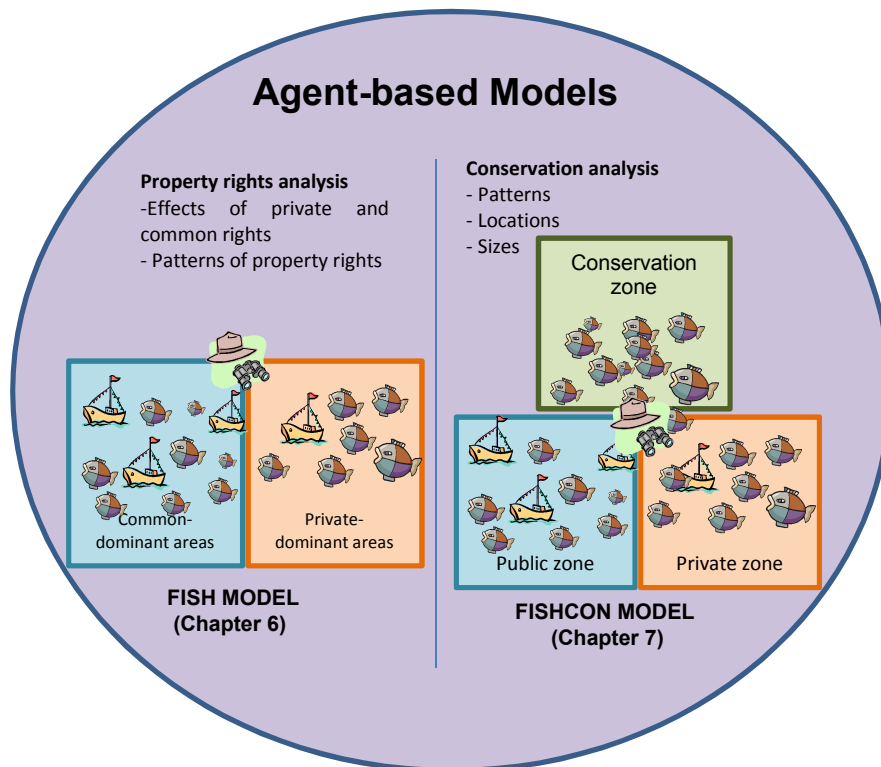 Agent-based Models
Property rights analysis
-Effects of private and
common rights
- Patterns of property rights
Common-
dominant areas
Private-
dominant areas
FISH MODEL
(Chapter 6)
Conservation analysis
- Patterns
- Locations
- Sizes
Conservation
zone
Public zone
Private zone
FISHCON MODEL
(Chapter 7)